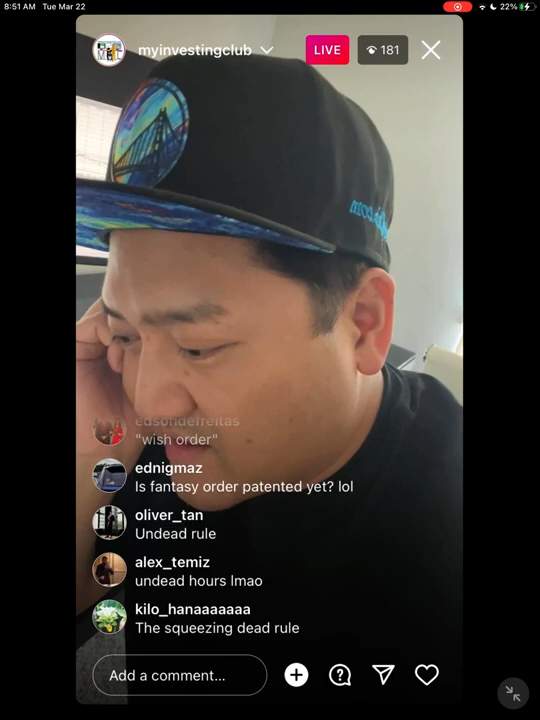 8:51 AM Tue Mar 22
22%
myinvestingclub
LIVE
181
edsondefreitas
"wish order"
ednigmaz
Is fantasy order patented yet? lol
oliver_tan
Undead rule
alex_temiz
undead hours lmao
kilo_hanaaaaaaa
The squeezing dead rule
Add a comment...